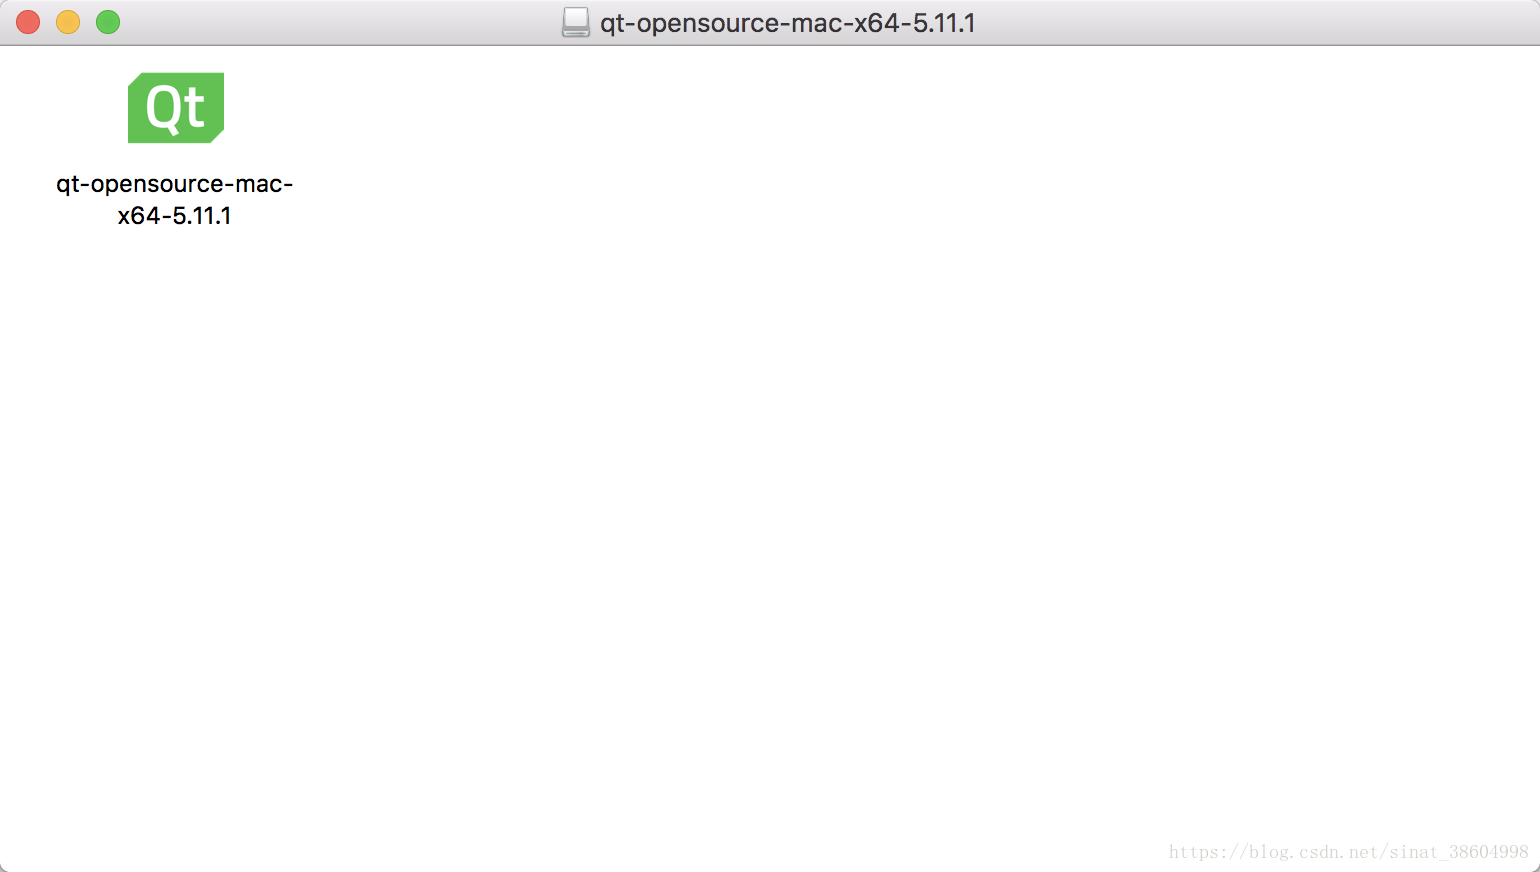 qt-opensource-mac-x64-5.11.1
Qt
qt-opensource-mac-
x64-5.11.1
https://blog.csdn.net/sinat_38604998